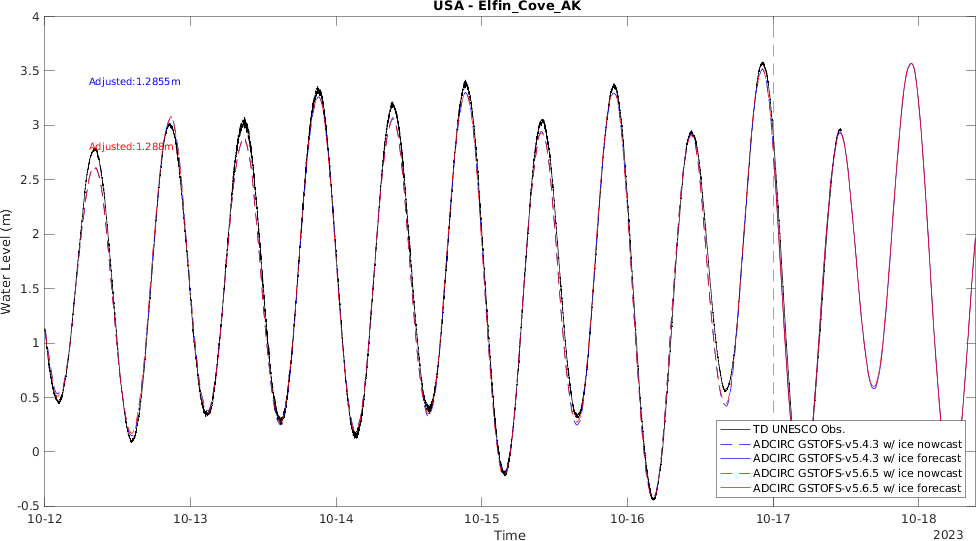 USA - Elfin_Cove_AK
4
3.5
3
2.5
2
1.5
1
0.5
0
-0.5
Water Level (m)
Adjusted:1.2855m
Adjusted:1.288m
TD UNESCO Obs.
ADCIRC GSTOFS-v5.4.3 w/ ice nowcast
ADCIRC GSTOFS-v5.4.3 w/ ice forecast
ADCIRC GSTOFS-v5.6.5 w/ ice nowcast
ADCIRC GSTOFS-v5.6.5 w/ ice forecast
10-12 10-13 10-14 10-15 10-16 10-17 10-18
Time
2023